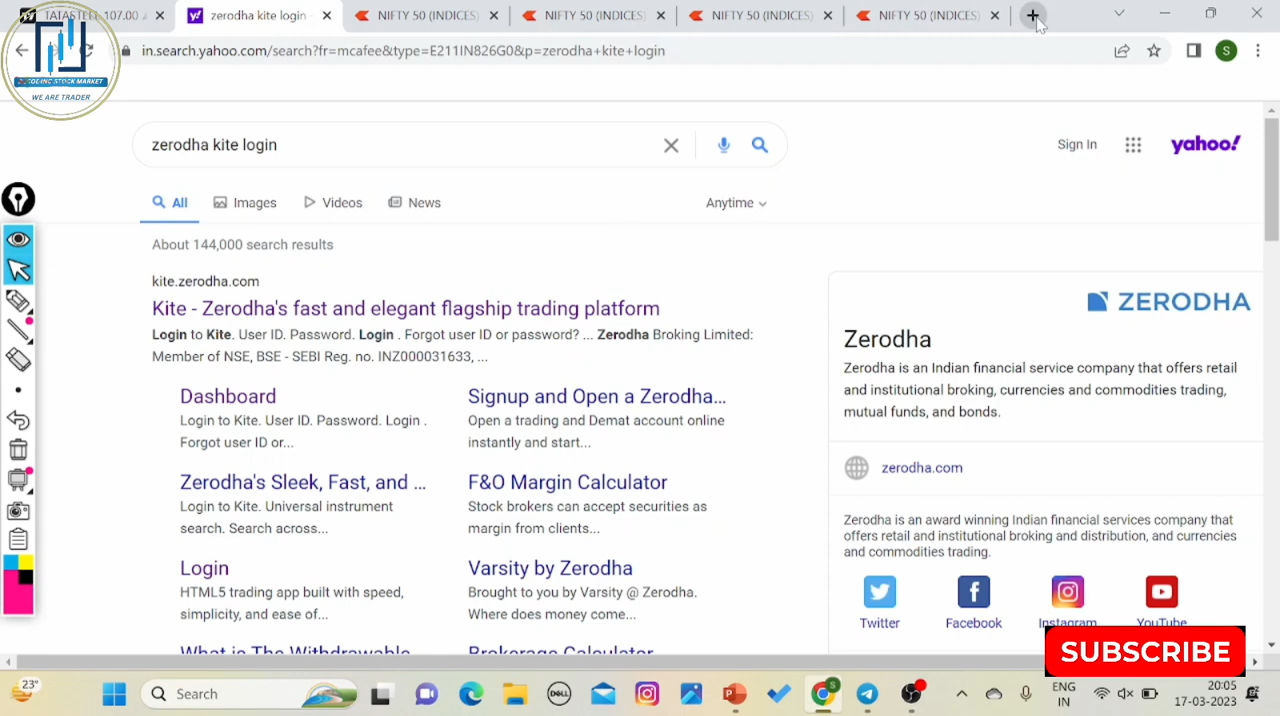 TATASTEEL 107.00
zerodha kite login
NIFTY 50 (INDICES)
NIFTY 50 (INDICES)
NIFTY 50 (INDICES)
NIFTY 50 (INDICES)
in.search.yahoo.com/search?fr=mcafee&type=E211IN826G0&p=zerodha+kite+login
S
STOCK MARKET
WE ARE TRADER
zerodha kite login
Sign In
yahoo!
All
Images
Videos
News
Anytime
About 144,000 search results
kite.zerodha.com
Kite - Zerodha's fast and elegant flagship trading platform
Login to Kite. User ID. Password. Login . Forgot user ID or password? ... Zerodha Broking Limited:
Member of NSE, BSE - SEBI Reg. no. INZ000031633, ...
Dashboard
Login to Kite. User ID. Password. Login .
Forgot user ID or...
Signup and Open a Zerodha...
Open a trading and Demat account online
instantly and start...
Zerodha's Sleek, Fast, and ...
Login to Kite. Universal instrument
search. Search across...
F&O Margin Calculator
Stock brokers can accept securities as
margin from clients...
Login
HTML5 trading app built with speed,
simplicity, and ease of...
Varsity by Zerodha
Brought to you by Varsity @ Zerodha.
Where does money come...
What is The Withdrawable
Brokerage Calculator
ZERODHA
Zerodha
Zerodha is an Indian financial service company that offers retail
and institutional broking, currencies and commodities trading,
mutual funds, and bonds.
zerodha.com
Zerodha is an award winning Indian financial services company that
offers retail and institutional broking and distribution, and currencies
and commodities trading.
Twitter
Facebook
Instagram
YouTube
SUBSCRIBE
23°
Search
DELL
S
ENG
IN
20:05
17-03-2023